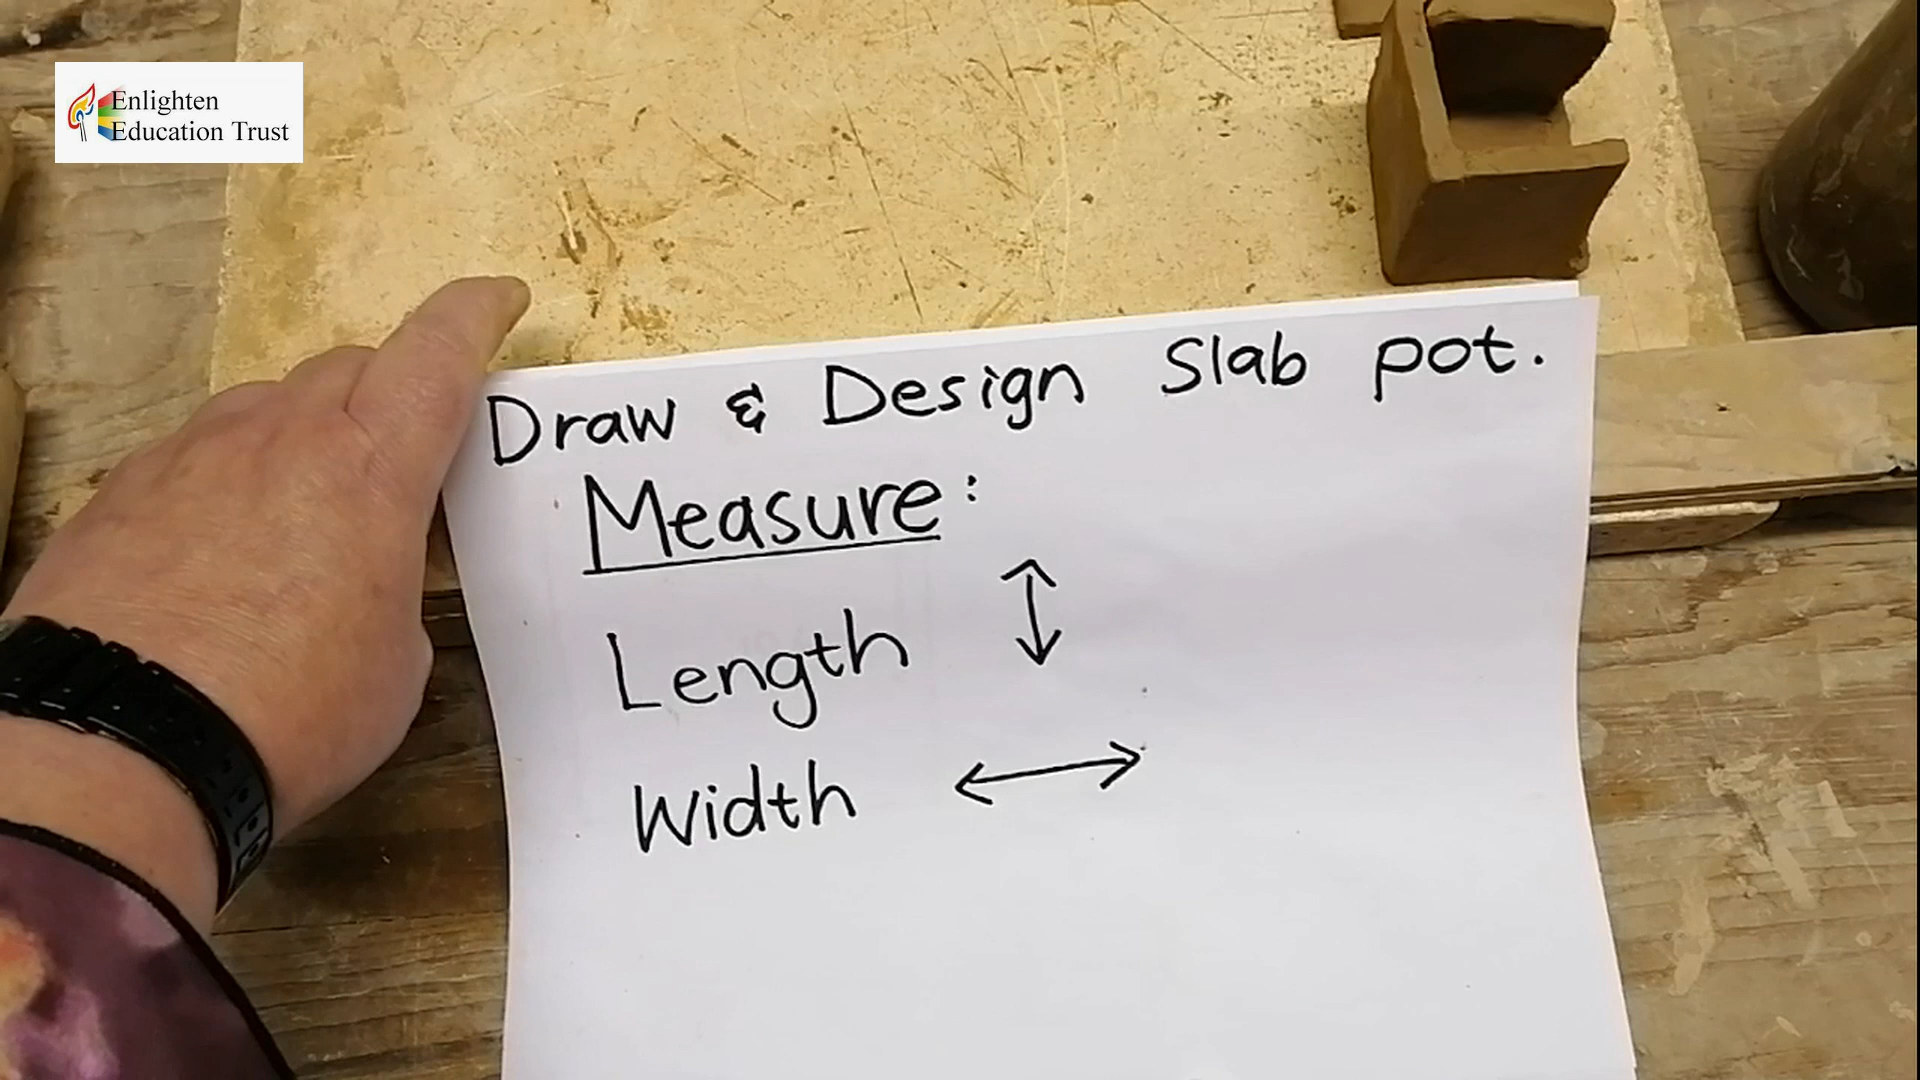 Enlighten
Education Trust
Draw & Design Slab pot.
Measure:
Length ↕
Width ↔